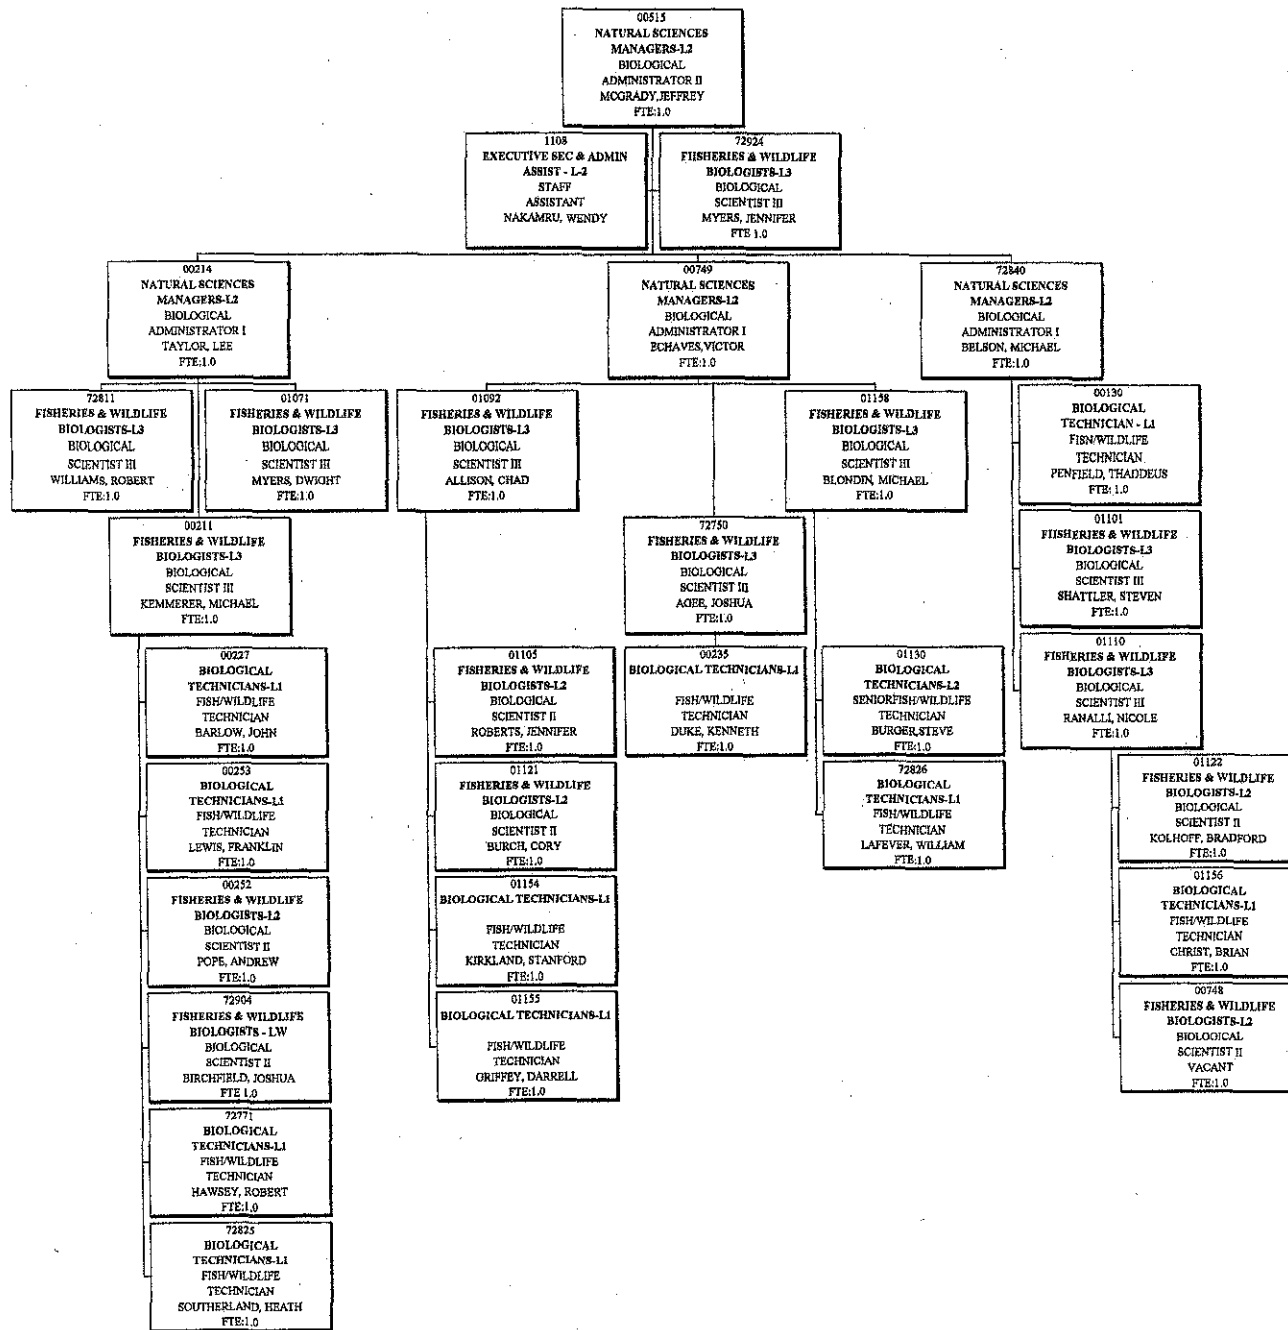 00515
NATURAL SCIENCES
MANAGERS-L2
BIOLOGICAL
ADMINISTRATOR II
MCGRADY,JEFFREY
FTE:1.0
1108
EXECUTIVE SEC & ADMIN
ASSIST - L-2
STAFF
ASSISTANT
NAKAMRU, WENDY
72924
FIISHERIES & WILDLIFE
BIOLOGISTS-L3
BIOLOGICAL
SCIENTIST III
MYERS, JENNIFER
FTE 1.0
00214
NATURAL SCIENCES
MANAGERS-L2
BIOLOGICAL
ADMINISTRATOR I
TAYLOR, LEE
FTE:1.0
00749
NATURAL SCIENCES
MANAGERS-L2
BIOLOGICAL
ADMINISTRATOR I
ECHAVES,VICTOR
FTE:1.0
72840
NATURAL SCIENCES
MANAGERS-L2
BIOLOGICAL
ADMINISTRATOR I
BELSON, MICHAEL
FTE:1.0
72811
FISHERIES & WILDLIFE
BIOLOGISTS-L3
BIOLOGICAL
SCIENTIST III
WILLIAMS, ROBERT
FTE:1.0
01071
FISHERIES & WILDLIFE
BIOLOGISTS-L3
BIOLOGICAL
SCIENTIST III
MYERS, DWIGHT
FTE:1.0
01092
FISHERIES & WILDLIFE
BIOLOGISTS-L3
BIOLOGICAL
SCIENTIST III
ALLISON, CHAD
FTE:1.0
01158
FISHERIES & WILDLIFE
BIOLOGISTS-L3
BIOLOGICAL
SCIENTIST III
BLONDIN, MICHAEL
FTE:1.0
00130
BIOLOGICAL
TECHNICIAN - L1
FISN/WILDLIFE
TECHNICIAN
PENFIELD, THADDEUS
FTE: 1.0
00211
FISHERIES & WILDLIFE
BIOLOGISTS-L3
BIOLOGICAL
SCIENTIST III
KEMMERER, MICHAEL
FTE:1.0
72750
FISHERIES & WILDLIFE
BIOLOGISTS-L3
BIOLOGICAL
SCIENTIST III
AGEE, JOSHUA
FTE:1.0
01101
FIISHERIES & WILDLIFE
BIOLOGISTS-L3
BIOLOGICAL
SCIENTIST III
SHATTLER, STEVEN
FTE:1.0
00227
BIOLOGICAL
TECHNICIANS-L1
FISH/WILDLIFE
TECHNICIAN
BARLOW, JOHN
FTE:1.0
01105
FISHERIES & WILDLIFE
BIOLOGISTS-L2
BIOLOGICAL
SCIENTIST II
ROBERTS, JENNIFER
FTE:1.0
00235
BIOLOGICAL TECHNICIANS-L1
FISH/WILDLIFE
TECHNICIAN
DUKE, KENNETH
FTE:1.0
01130
BIOLOGICAL
TECHNICIANS-L2
SENIORFISH/WILDLIFE
TECHNICIAN
BURGER,STEVE
FTE:1.0
01110
FISHERIES & WILDLIFE
BIOLOGISTS-L3
BIOLOGICAL
SCIENTIST III
RANALLI, NICOLE
FTE:1.0
00253
BIOLOGICAL
TECHNICIANS-L1
FISH/WILDLIFE
TECHNICIAN
LEWIS, FRANKLIN
FTE:1.0
01121
FISHERIES & WILDLIFE
BIOLOGISTS-L2
BIOLOGICAL
SCIENTIST II
BURCH, CORY
FTE:1.0
72826
BIOLOGICAL
TECHNICIANS-L1
FISH/WILDLIFE
TECHNICIAN
LAFEVER, WILLIAM
FTE:1.0
01122
FISHERIES & WILDLIFE
BIOLOGISTS-L2
BIOLOGICAL
SCIENTIST II
KOLHOFF, BRADFORD
FTE:1.0
00252
FISHERIES & WILDLIFE
BIOLOGISTS-L2
BIOLOGICAL
SCIENTIST II
POPE, ANDREW
FTE:1.0
01154
BIOLOGICAL TECHNICIANS-L1
FISH/WILDLIFE
TECHNICIAN
KIRKLAND, STANFORD
FTE:1.0
01156
BIOLOGICAL
TECHNICIANS-L1
FISH/WILDLIFE
TECHNICIAN
CHRIST, BRIAN
FTE:1.0
72904
FISHERIES & WILDLIFE
BIOLOGISTS - LW
BIOLOGICAL
SCIENTIST II
BIRCHFIELD, JOSHUA
FTE 1.0
01155
BIOLOGICAL TECHNICIANS-L1
FISH/WILDLIFE
TECHNICIAN
GRIFFEY, DARRELL
FTE:1.0
00748
FISHERIES & WILDLIFE
BIOLOGISTS-L2
BIOLOGICAL
SCIENTIST II
VACANT
FTE:1.0
72771
BIOLOGICAL
TECHNICIANS-L1
FISH/WILDLIFE
TECHNICIAN
HAWSEY, ROBERT
FTE:1.0
72825
BIOLOGICAL
TECHNICIANS-L1
FISH/WILDLIFE
TECHNICIAN
SOUTHERLAND, HEATH
FTE:1.0